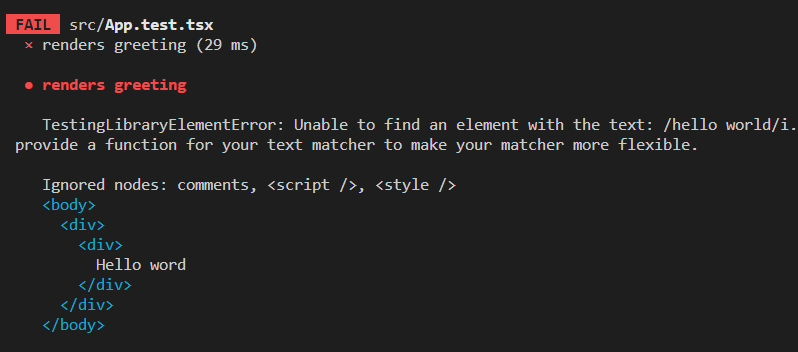 FAIL src/App.test.tsx
× renders greeting (29 ms)
● renders greeting
TestingLibraryElementError: Unable to find an element with the text: /hello world/i.
provide a function for your text matcher to make your matcher more flexible.
Ignored nodes: comments, <script />, <style />
<body>
<div>
<div>
Hello word
</div>
</div>
</body>